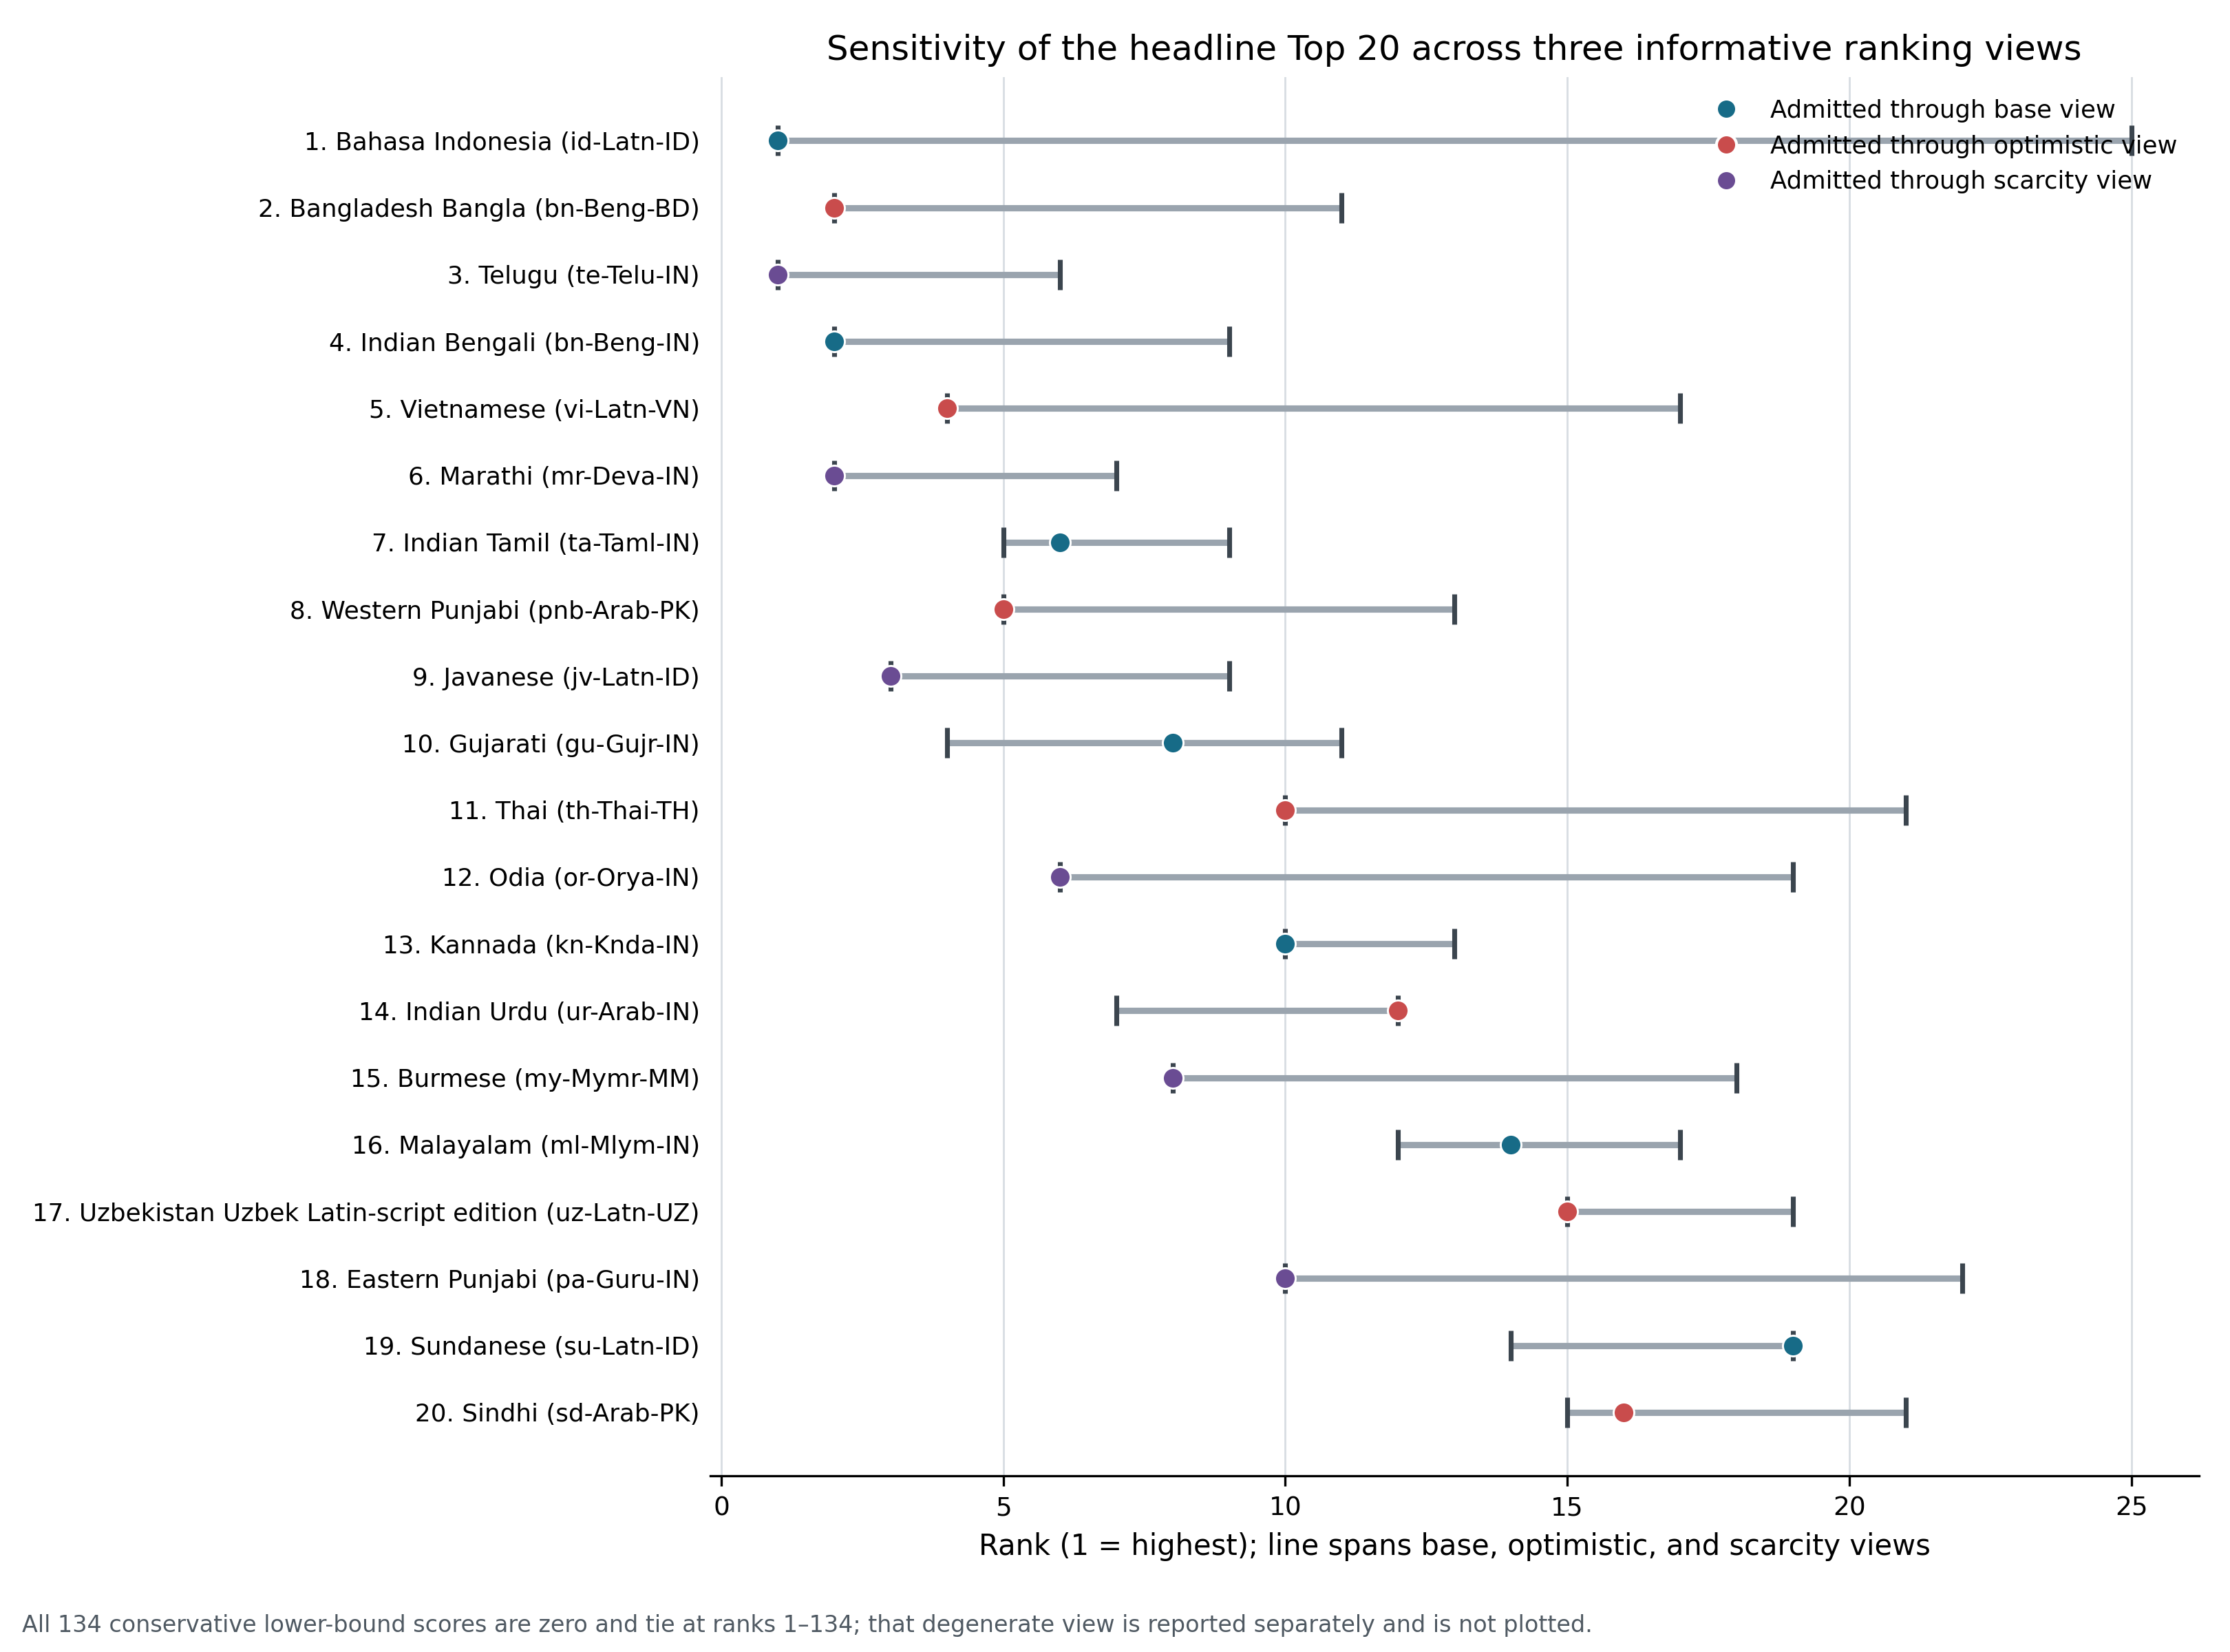 Sensitivity of the headline Top 20 across three informative ranking views
Admitted through base view
Admitted through optimistic view
Admitted through scarcity view
1. Bahasa Indonesia (id-Latn-ID)
2. Bangladesh Bangla (bn-Beng-BD)
3. Telugu (te-Telu-IN)
4. Indian Bengali (bn-Beng-IN)
5. Vietnamese (vi-Latn-VN)
6. Marathi (mr-Deva-IN)
7. Indian Tamil (ta-Taml-IN)
8. Western Punjabi (pnb-Arab-PK)
9. Javanese (jv-Latn-ID)
10. Gujarati (gu-Gujr-IN)
11. Thai (th-Thai-TH)
12. Odia (or-Orya-IN)
13. Kannada (kn-Knda-IN)
14. Indian Urdu (ur-Arab-IN)
15. Burmese (my-Mymr-MM)
16. Malayalam (ml-Mlym-IN)
17. Uzbekistan Uzbek Latin-script edition (uz-Latn-UZ)
18. Eastern Punjabi (pa-Guru-IN)
19. Sundanese (su-Latn-ID)
20. Sindhi (sd-Arab-PK)
0 5 10 15 20 25
Rank (1 = highest); line spans base, optimistic, and scarcity views
All 134 conservative lower-bound scores are zero and tie at ranks 1–134; that degenerate view is reported separately and is not plotted.